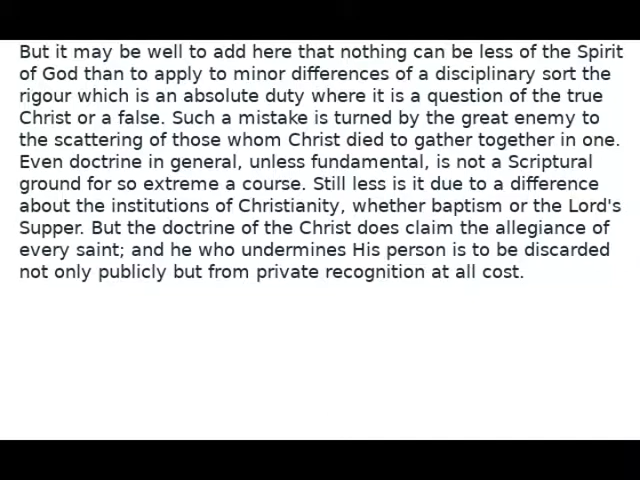 But it may be well to add here that nothing can be less of the Spirit
of God than to apply to minor differences of a disciplinary sort the
rigour which is an absolute duty where it is a question of the true
Christ or a false. Such a mistake is turned by the great enemy to
the scattering of those whom Christ died to gather together in one.
Even doctrine in general, unless fundamental, is not a Scriptural
ground for so extreme a course. Still less is it due to a difference
about the institutions of Christianity, whether baptism or the Lord's
Supper. But the doctrine of the Christ does claim the allegiance of
every saint; and he who undermines His person is to be discarded
not only publicly but from private recognition at all cost.